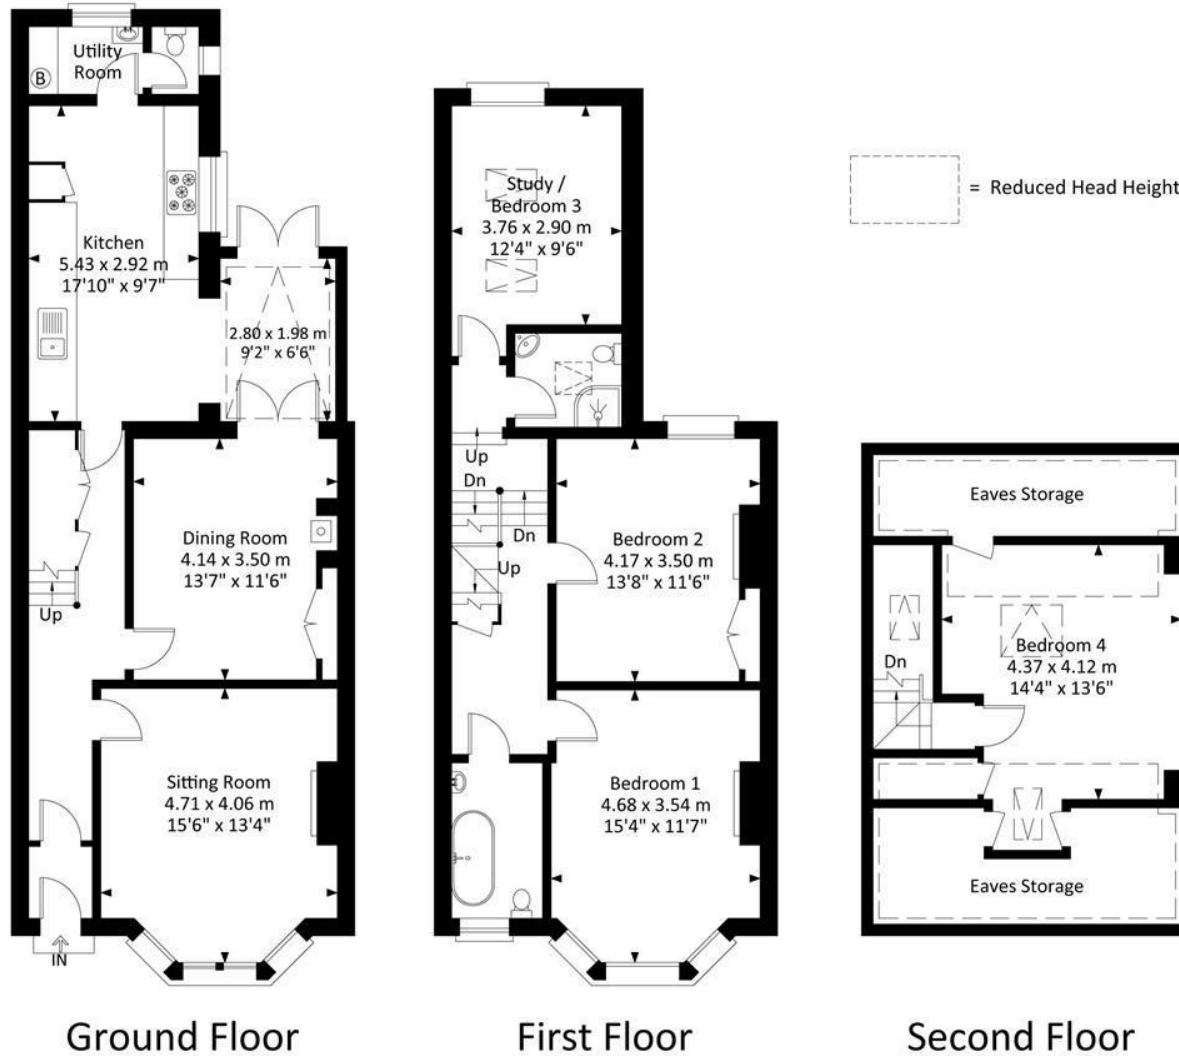 Utility
Room
B
Kitchen
5.43 x 2.92 m
17'10" x 9'7"
2.80 x 1.98 m
9'2" x 6'6"
Up
Dining Room
4.14 x 3.50 m
13'7" x 11'6"
Sitting Room
4.71 x 4.06 m
15'6" x 13'4"
IN
Ground Floor
Study /
Bedroom 3
3.76 x 2.90 m
12'4" x 9'6"
Up
Dn
Dn
Up
Bedroom 2
4.17 x 3.50 m
13'8" x 11'6"
Bedroom 1
4.68 x 3.54 m
15'4" x 11'7"
First Floor
= Reduced Head Height
Eaves Storage
Dn
Bedroom 4
4.37 x 4.12 m
14'4" x 13'6"
Eaves Storage
Second Floor